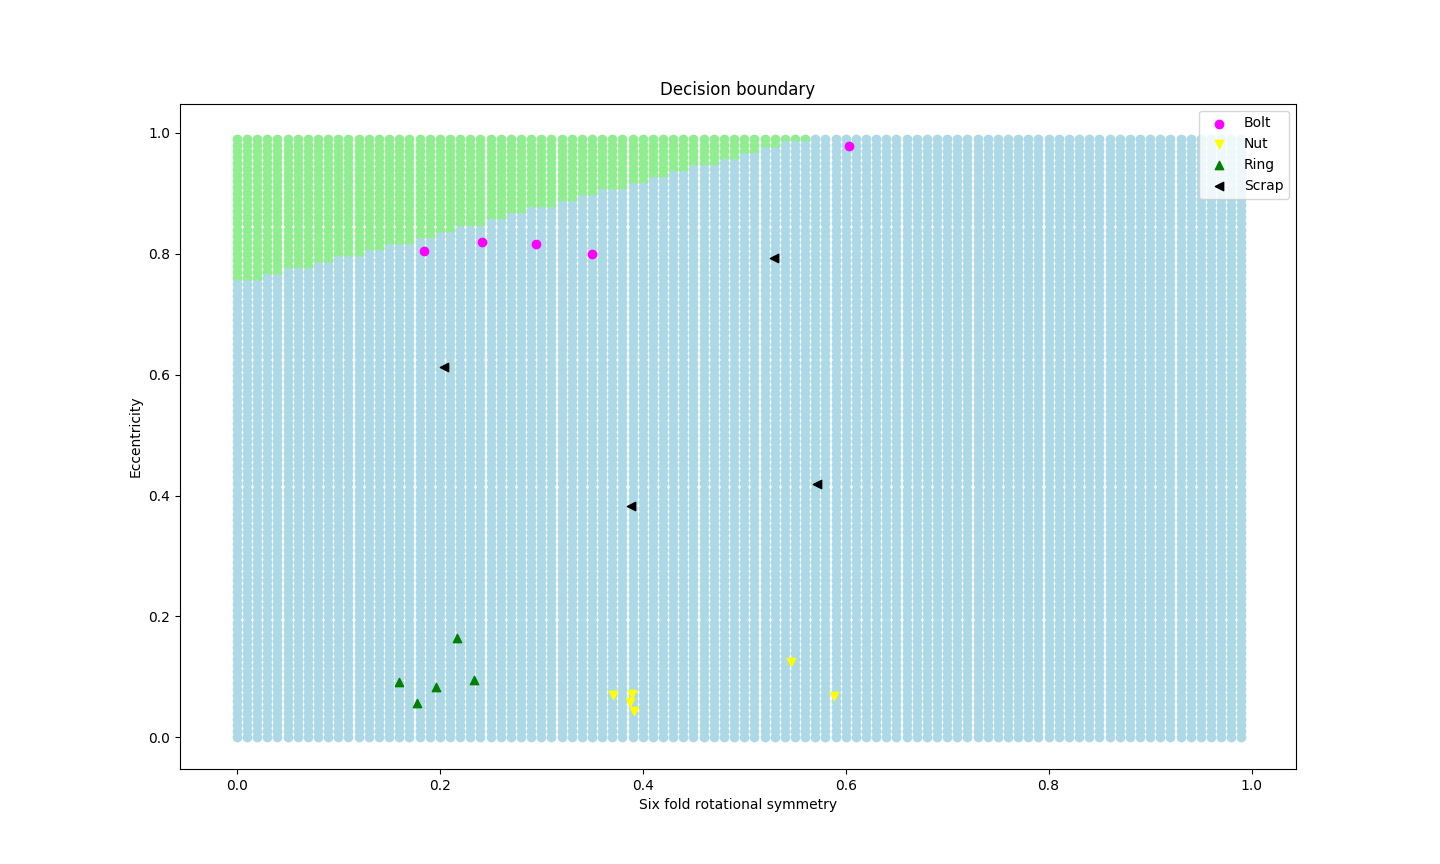 Decision boundary
Bolt
Nut
Ring
Scrap
1.0
0.8
0.6
0.4
0.2
0.0
Eccentricity
0.0 0.2 0.4 0.6 0.8 1.0
Six fold rotational symmetry